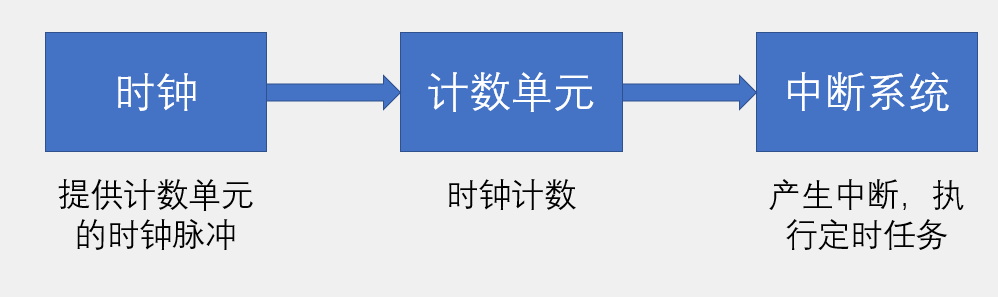 时钟
计数单元
中断系统
提供计数单元
的时钟脉冲
时钟计数
产生中断，执
行定时任务